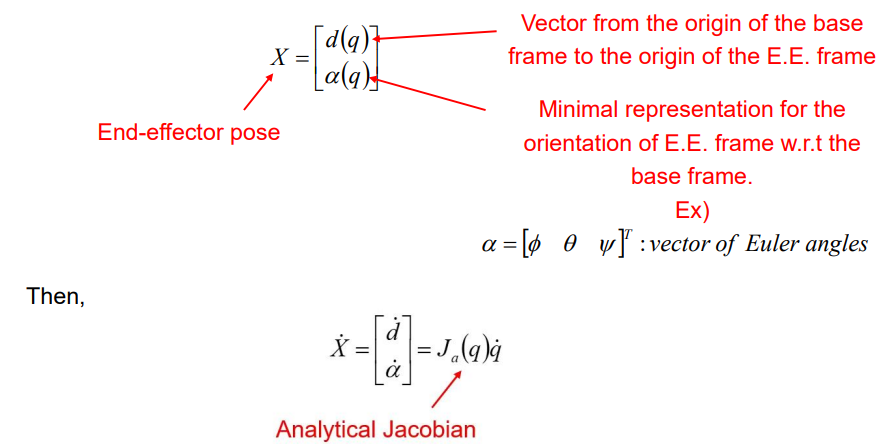 X = [d(q) α(q)]
Vector from the origin of the base
frame to the origin of the E.E. frame
End-effector pose
Minimal representation for the
orientation of E.E. frame w.r.t the
base frame.
Ex)
α = [ϕ θ ψ]ᵀ : vector of Euler angles
Then,
Ẋ = [ḋ α̇] = Jₐ(q)q̇
Analytical Jacobian